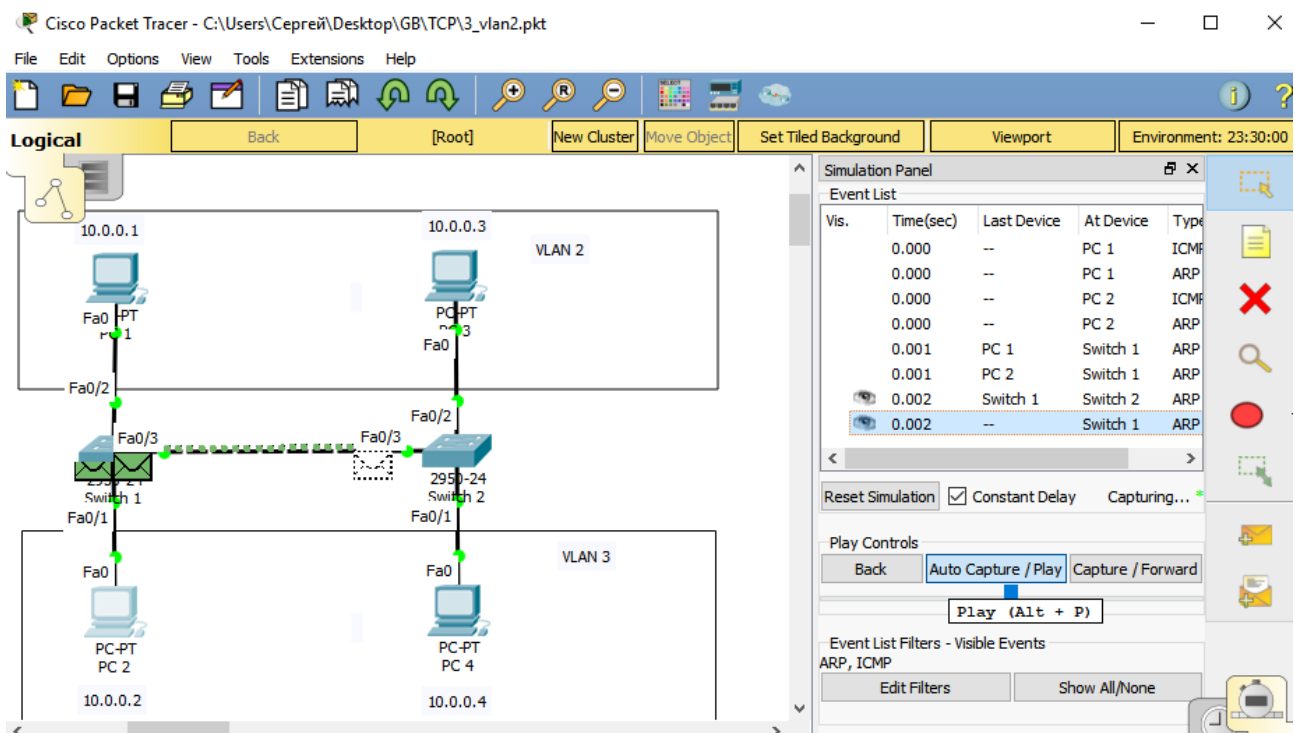 Cisco Packet Tracer - C:\Users\Сергей\Desktop\GB\TCP\3_vlan2.pkt
File Edit Options View Tools Extensions Help
Logical Back [Root] New Cluster Move Object Set Tiled Background Viewport Environment: 23:30:00
10.0.0.1
10.0.0.3
VLAN 2
Fa0
PC-PT
Fa0
Fa0/2
Fa0/2
Fa0/3
Fa0/3
2950-24
Switch 1
2950-24
Switch 2
Fa0/1
Fa0/1
VLAN 3
Fa0
Fa0
PC-PT
PC 2
PC-PT
PC 4
10.0.0.2
10.0.0.4
Simulation Panel
Event List
Vis. Time(sec) Last Device At Device Type
0.000 -- PC 1 ICMP
0.000 -- PC 1 ARP
0.000 -- PC 2 ICMP
0.000 -- PC 2 ARP
0.001 PC 1 Switch 1 ARP
0.001 PC 2 Switch 1 ARP
0.002 Switch 1 Switch 2 ARP
0.002 -- Switch 1 ARP
Reset Simulation Constant Delay Capturing... *
Play Controls
Back Auto Capture / Play Capture / Forward
Play (Alt + P)
Event List Filters - Visible Events
ARP, ICMP
Edit Filters Show All/None